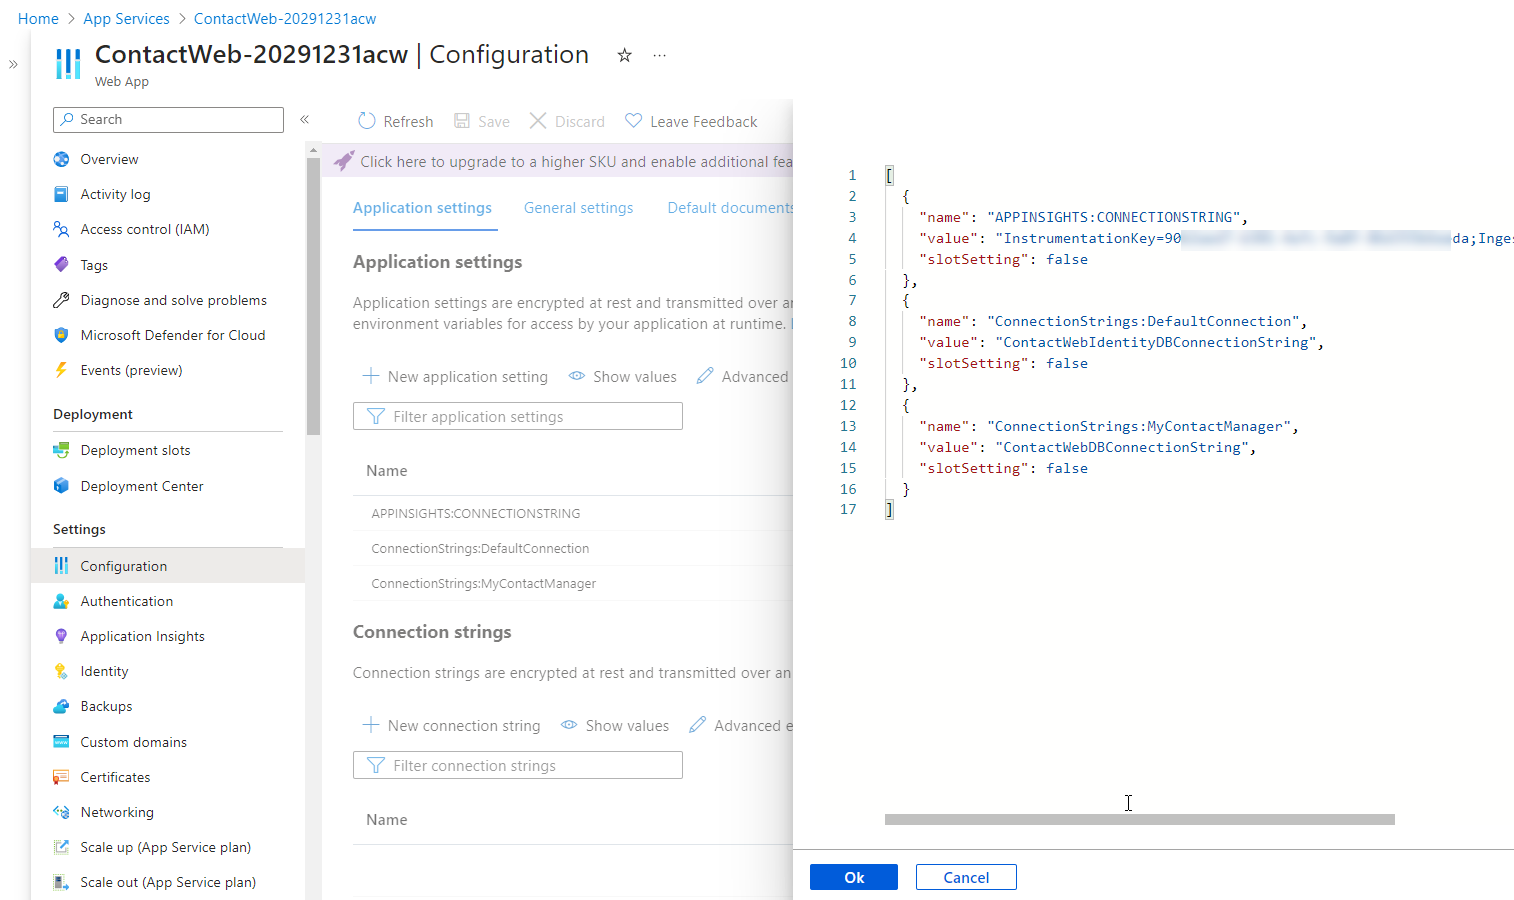 Home > App Services > ContactWeb-20291231acw
ContactWeb-20291231acw | Configuration
Web App
Search
Overview
Activity log
Access control (IAM)
Tags
Diagnose and solve problems
Microsoft Defender for Cloud
Events (preview)
Deployment
Deployment slots
Deployment Center
Settings
Configuration
Authentication
Application Insights
Identity
Backups
Custom domains
Certificates
Networking
Scale up (App Service plan)
Scale out (App Service plan)
Refresh Save Discard Leave Feedback
Click here to upgrade to a higher SKU and enable additional fea
Application settings General settings Default documents
Application settings
Application settings are encrypted at rest and transmitted over an
environment variables for access by your application at runtime.
New application setting Show values Advanced
Filter application settings
Name
APPINSIGHTS:CONNECTIONSTRING
ConnectionStrings:DefaultConnection
ConnectionStrings:MyContactManager
Connection strings
Connection strings are encrypted at rest and transmitted over an
New connection string Show values Advanced e
Filter connection strings
Name
1 [
2 {
3 "name": "APPINSIGHTS:CONNECTIONSTRING",
4 "value": "InstrumentationKey=90 da;Inges
5 "slotSetting": false
6 },
7 {
8 "name": "ConnectionStrings:DefaultConnection",
9 "value": "ContactWebIdentityDBConnectionString",
10 "slotSetting": false
11 },
12 {
13 "name": "ConnectionStrings:MyContactManager",
14 "value": "ContactWebDBConnectionString",
15 "slotSetting": false
16 }
17 ]
Ok Cancel